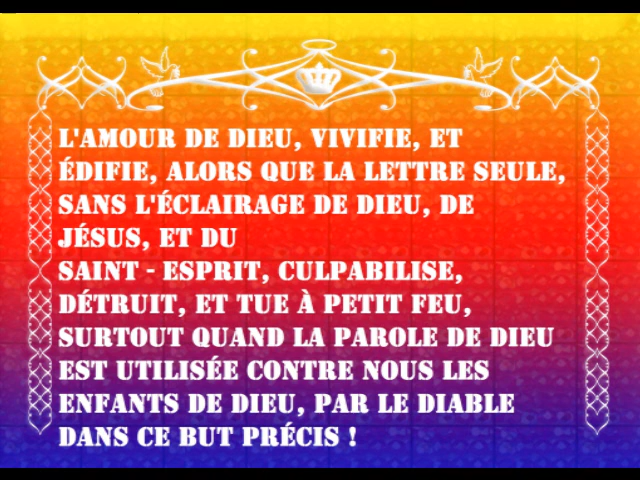 L'AMOUR DE DIEU, VIVIFIE, ET
ÉDIFIE, ALORS QUE LA LETTRE SEULE,
SANS L'ÉCLAIRAGE DE DIEU, DE
JÉSUS, ET DU
SAINT - ESPRIT, CULPABILISE,
DÉTRUIT, ET TUE À PETIT FEU,
SURTOUT QUAND LA PAROLE DE DIEU
EST UTILISÉE CONTRE NOUS LES
ENFANTS DE DIEU, PAR LE DIABLE
DANS CE BUT PRÉCIS !